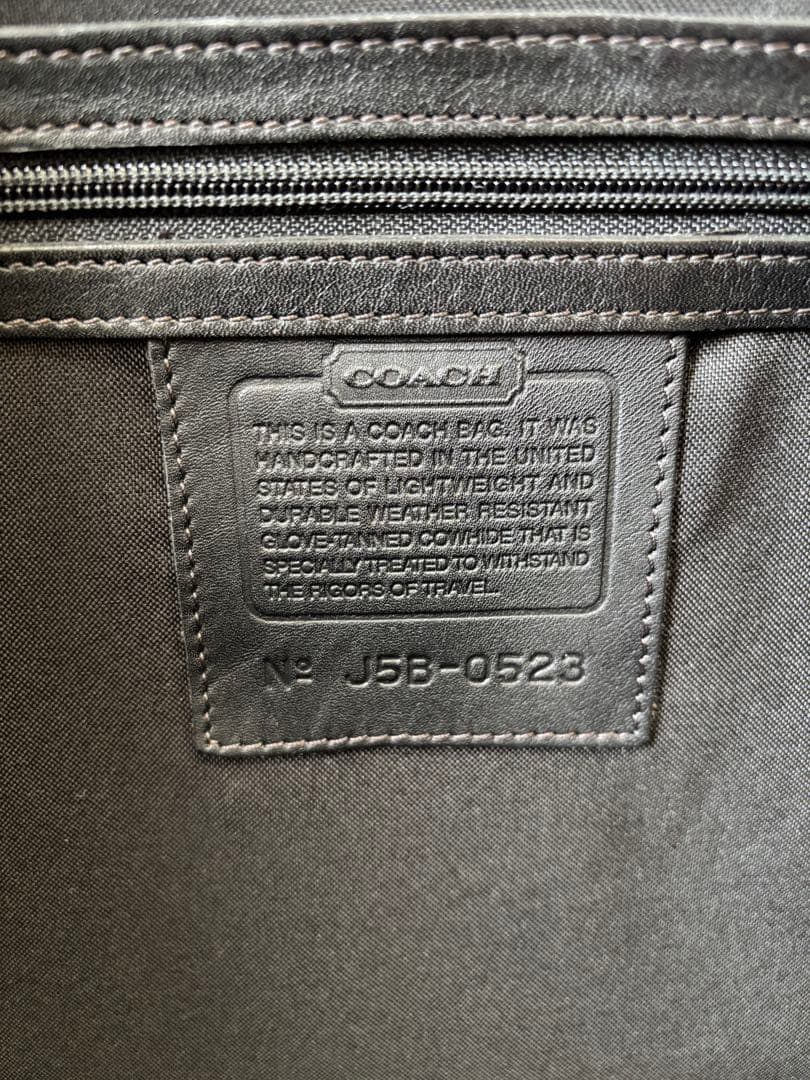 COACH
THIS IS A COACH BAG. IT WAS
HANDCRAFTED IN THE UNITED
STATES OF LIGHTWEIGHT AND
DURABLE WEATHER RESISTANT
GLOVE-TANNED COWHIDE THAT IS
SPECIALLY TREATED TO WITHSTAND
THE RIGORS OF TRAVEL.
Nº J5B-0523